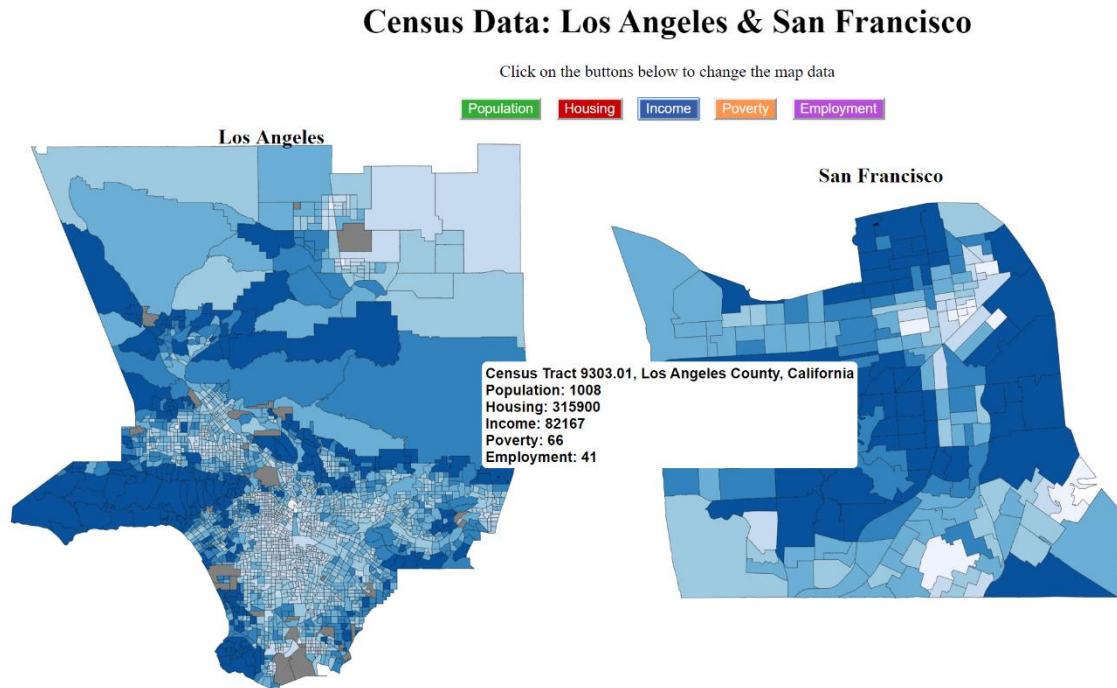 Census Data: Los Angeles & San Francisco
Click on the buttons below to change the map data
Population Housing Income Poverty Employment
Los Angeles
San Francisco
Census Tract 9303.01, Los Angeles County, California
Population: 1008
Housing: 315900
Income: 82167
Poverty: 66
Employment: 41